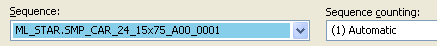 Sequence: Sequence counting:
ML_STAR.SMP_CAR_24_15x75_A00_0001 (1) Automatic